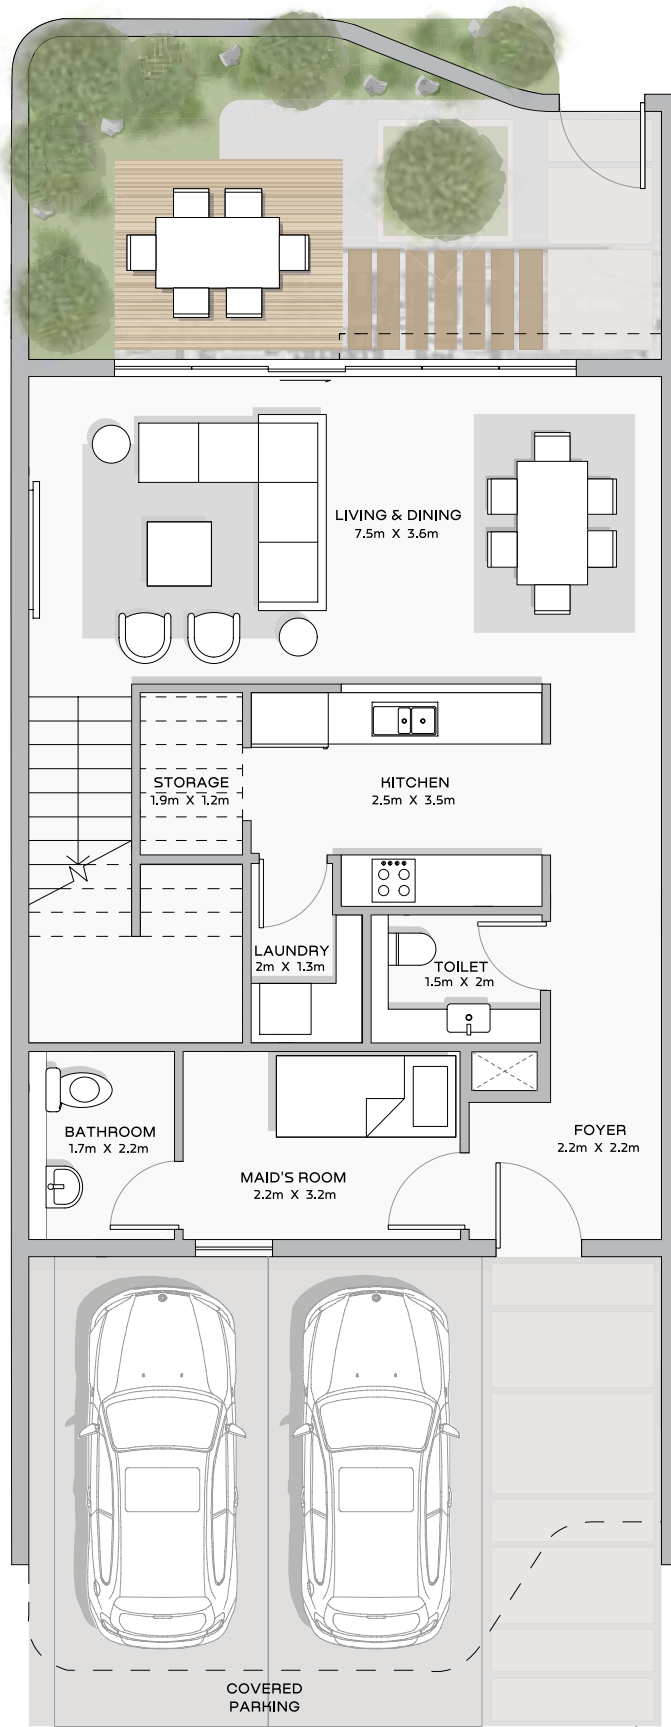 LIVING & DINING
7.5m X 3.6m
STORAGE
1.9m X 1.2m
KITCHEN
2.5m X 3.5m
LAUNDRY
2m X 1.3m
TOILET
1.5m X 2m
BATHROOM
1.7m X 2.2m
MAID'S ROOM
2.2m X 3.2m
FOYER
2.2m X 2.2m
COVERED
PARKING